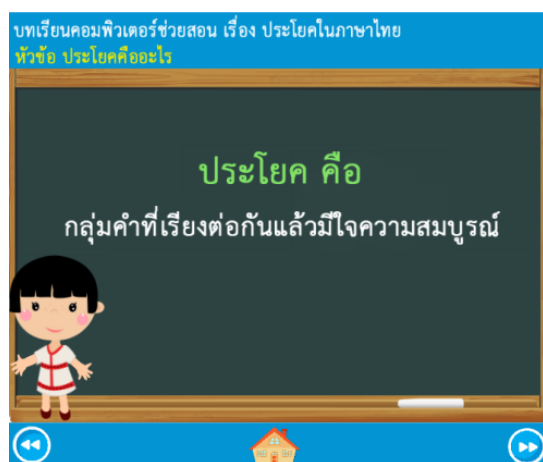 บทเรียนคอมพิวเตอร์ช่วยสอน เรื่อง ประโยคในภาษาไทย
หัวข้อ ประโยคคืออะไร
ประโยค คือ
กลุ่มคำที่เรียงต่อกันแล้วมีใจความสมบูรณ์